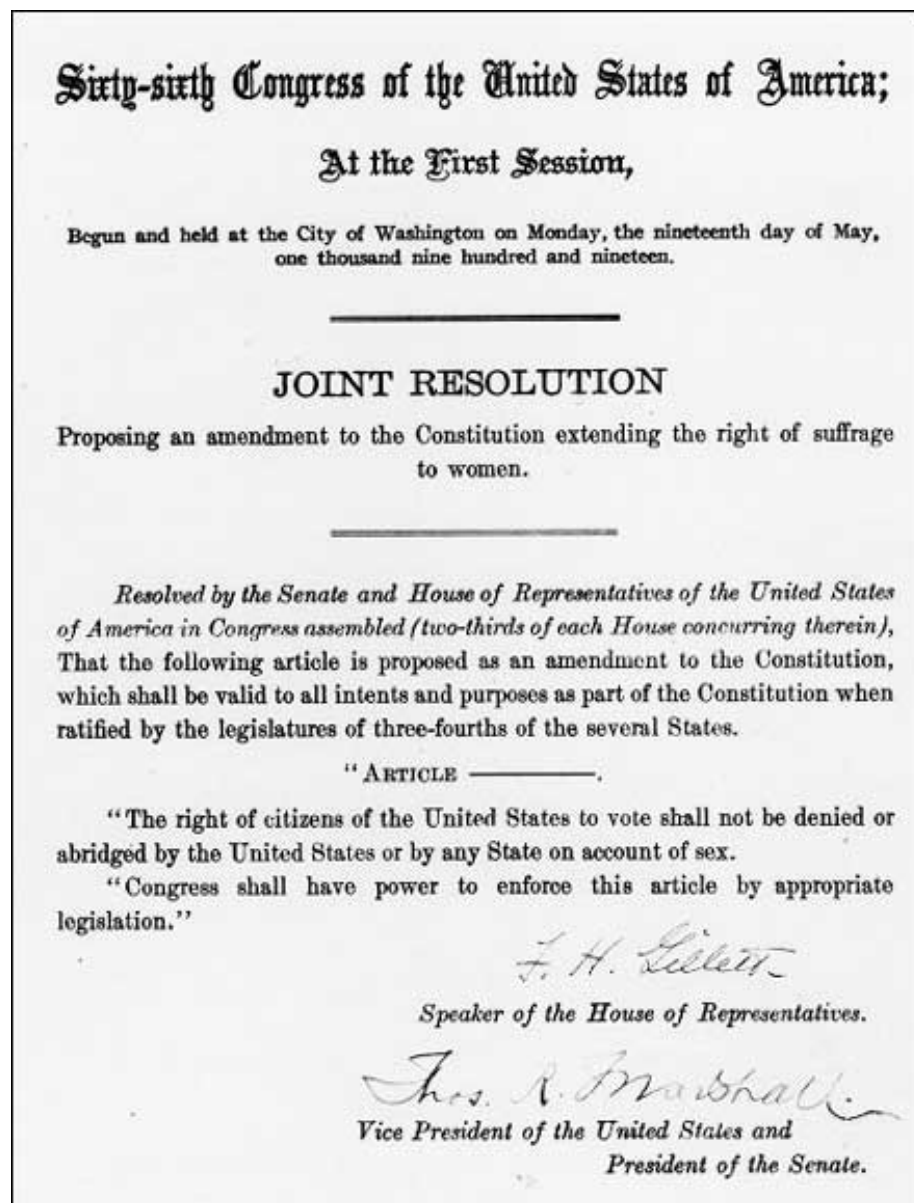 Sixty-sixth Congress of the United States of America;
At the First Session,
Begun and held at the City of Washington on Monday, the nineteenth day of May,
one thousand nine hundred and nineteen.
JOINT RESOLUTION
Proposing an amendment to the Constitution extending the right of suffrage
to women.
Resolved by the Senate and House of Representatives of the United States
of America in Congress assembled (two-thirds of each House concurring therein),
That the following article is proposed as an amendment to the Constitution,
which shall be valid to all intents and purposes as part of the Constitution when
ratified by the legislatures of three-fourths of the several States.
"ARTICLE ————.
"The right of citizens of the United States to vote shall not be denied or
abridged by the United States or by any State on account of sex.
"Congress shall have power to enforce this article by appropriate
legislation."
F. H. Gillett
Speaker of the House of Representatives.
Thos. R. Marshall.
Vice President of the United States and
President of the Senate.